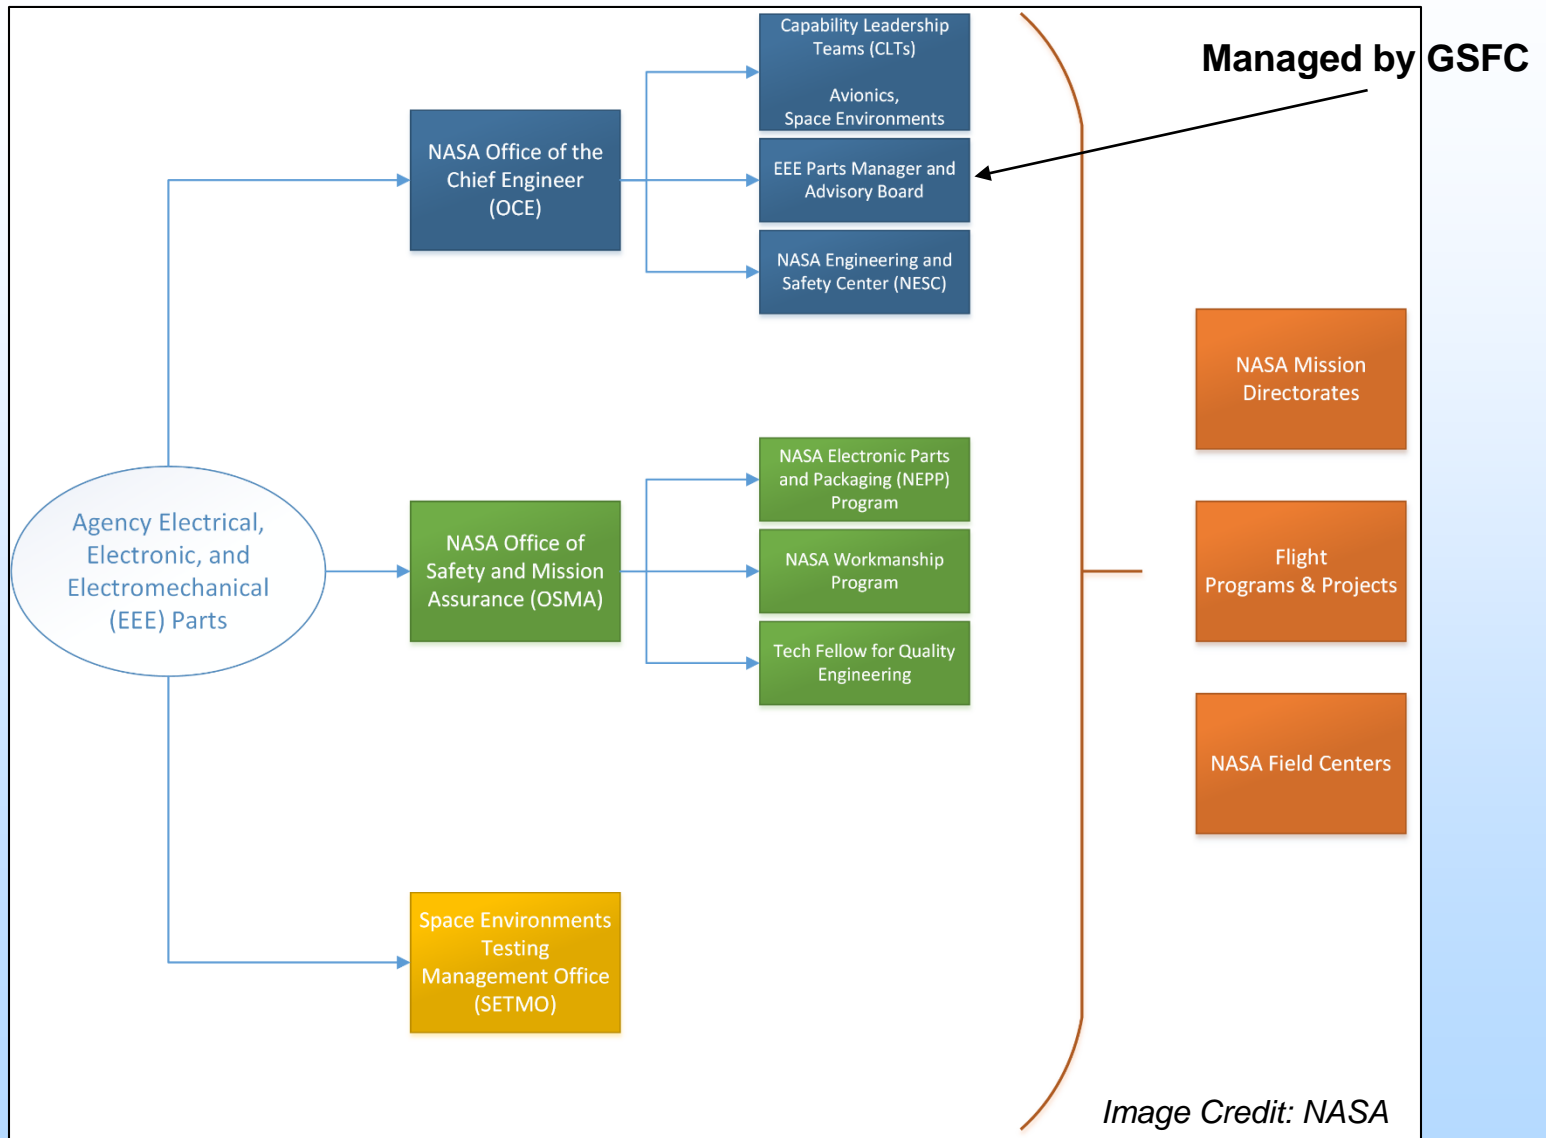 Managed by GSFC
Capability Leadership
Teams (CLTs)
Avionics,
Space Environments
NASA Office of the
Chief Engineer
(OCE)
EEE Parts Manager and
Advisory Board
NASA Engineering and
Safety Center (NESC)
NASA Mission
Directorates
NASA Electronic Parts
and Packaging (NEPP)
Program
Agency Electrical,
Electronic, and
Electromechanical
(EEE) Parts
NASA Office of
Safety and Mission
Assurance (OSMA)
NASA Workmanship
Program
Flight
Programs & Projects
Tech Fellow for Quality
Engineering
NASA Field Centers
Space Environments
Testing
Management Office
(SETMO)
Image Credit: NASA